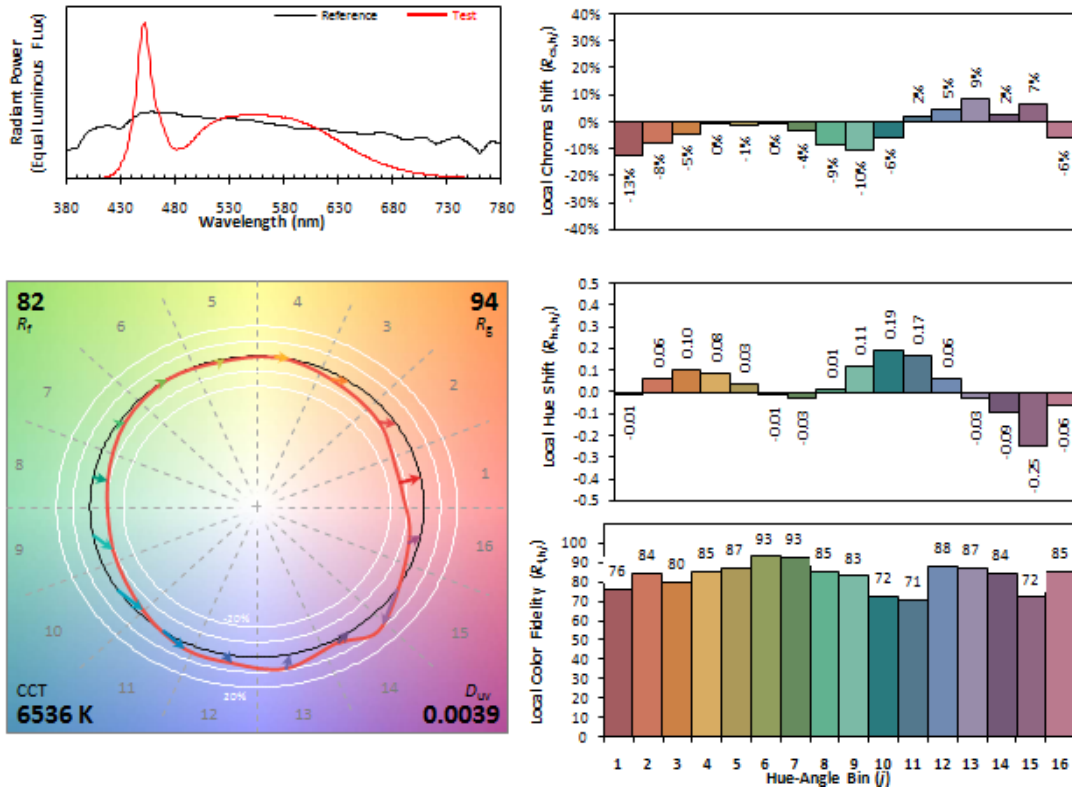 Reference
Test
Radiant Power
(Equal Luminous FLux)
380 430 480 530 580 630 680 730 780
Wavelength (nm)
Local Chroma Shift (Rcs,hj)
40%
30%
20%
10%
0%
-10%
-20%
-30%
-40%
-13% -8% -5% 0% -1% 0% -4% -9% -10% -6% 2% 5% 9% 2% 7% -6%
82
Rf
94
Rg
5 4
6 3
7 2
8 1
9 16
10 15
11 14
12 13
-20%
20%
CCT
6536 K
Duv
0.0039
Local Hue Shift (Rhs,hj)
0.5
0.4
0.3
0.2
0.1
0.0
-0.1
-0.2
-0.3
-0.4
-0.5
-0.01 0.06 0.10 0.08 0.03 -0.01 -0.03 0.01 0.11 0.19 0.17 0.06 -0.03 -0.09 -0.25 -0.06
Local Color Fidelity (Rf,hj)
100
90
80
70
60
50
40
30
20
10
0
76 84 80 85 87 93 93 85 83 72 71 88 87 84 72 85
1 2 3 4 5 6 7 8 9 10 11 12 13 14 15 16
Hue-Angle Bin (j)